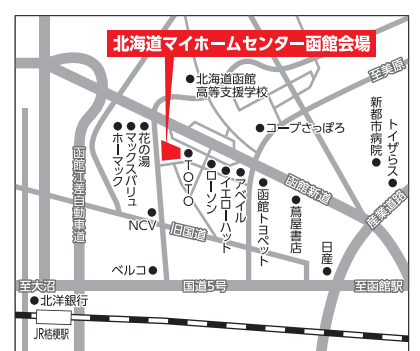 北海道マイホームセンター函館会場
至美原
北海道函館
高等支援学校
コープさっぽろ
新都市病院
トイザらス
花の湯
マックスバリュ
ホーマック
TOTO
ローソン
イエローハット
アベイル
函館トヨペット
函館新道
蔦屋書店
産業道路
函館江差自動車道
NCV
旧国道
日産
ベルコ
至大沼
国道5号
至函館駅
北洋銀行
JR桔梗駅